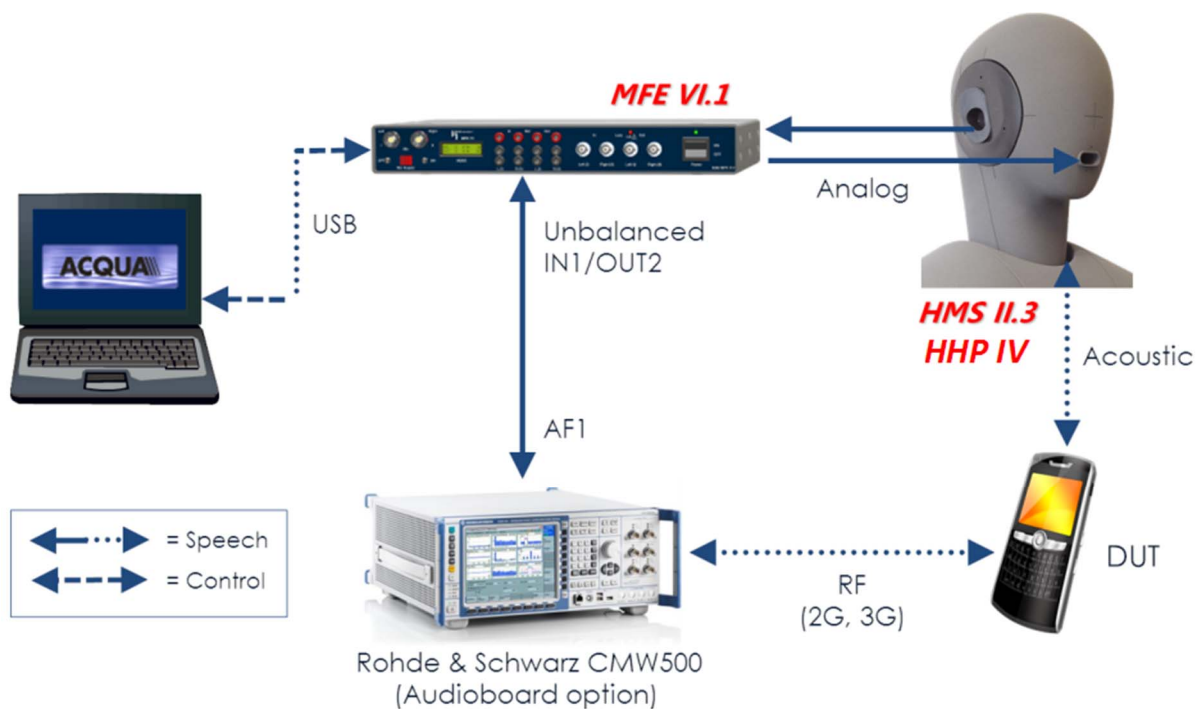 MFE VI.1
Analog
USB
Unbalanced
IN1/OUT2
ACQUA
HMS II.3
HHP IV
Acoustic
AF1
= Speech
= Control
RF
(2G, 3G)
DUT
Rohde & Schwarz CMW500
(Audioboard option)